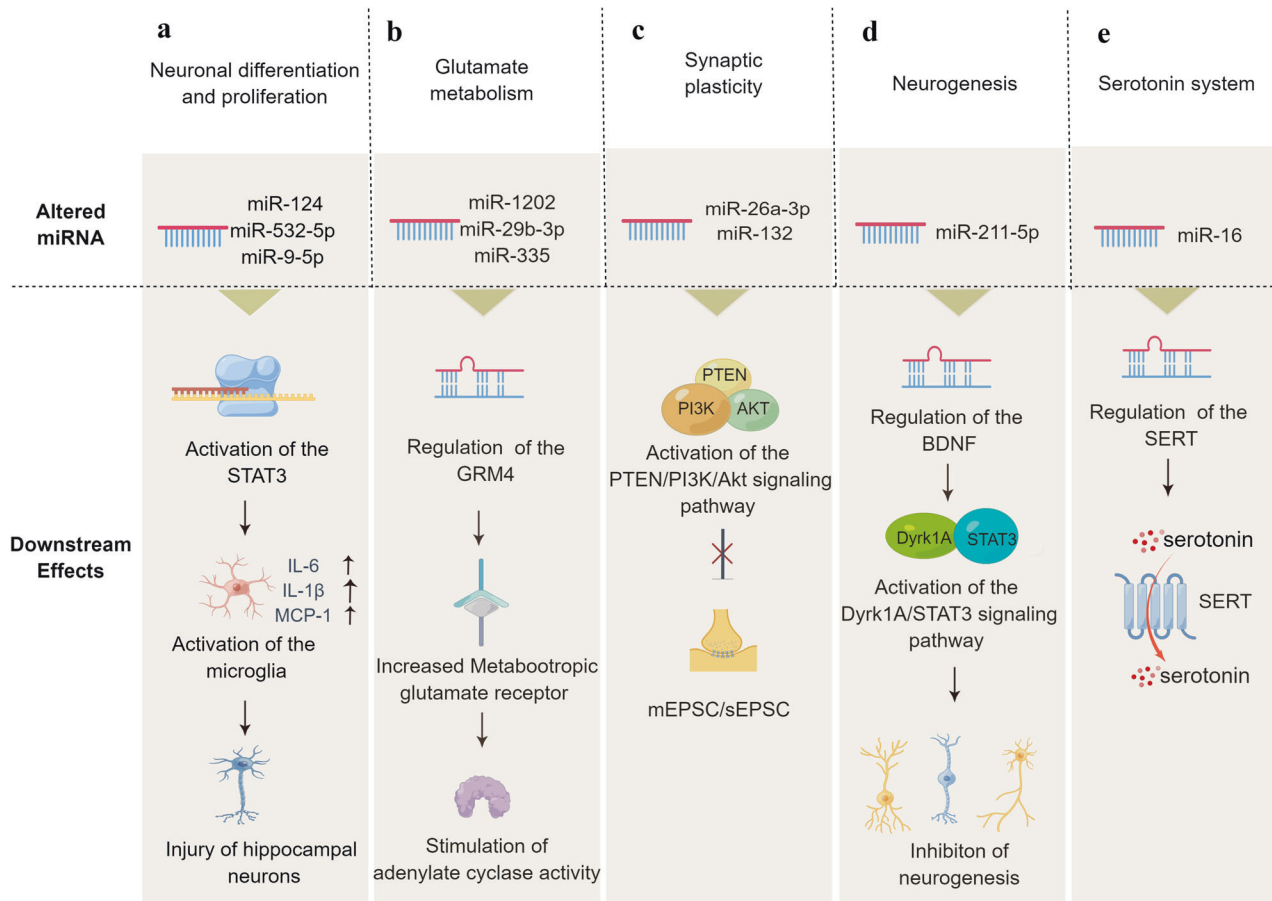 a
Neuronal differentiation
and proliferation
b
Glutamate
metabolism
c
Synaptic
plasticity
d
Neurogenesis
e
Serotonin system
Altered
miRNA
miR-124
miR-532-5p
miR-9-5p
miR-1202
miR-29b-3p
miR-335
miR-26a-3p
miR-132
miR-211-5p
miR-16
Downstream
Effects
Activation of the
STAT3
IL-6
IL-1β
MCP-1
Activation of the
microglia
Injury of hippocampal
neurons
Regulation of the
GRM4
Increased Metabootropic
glutamate receptor
Stimulation of
adenylate cyclase activity
PTEN
PI3K
AKT
Activation of the
PTEN/PI3K/Akt signaling
pathway
mEPSC/sEPSC
Regulation of the
BDNF
Dyrk1A
STAT3
Activation of the
Dyrk1A/STAT3 signaling
pathway
Inhibiton of
neurogenesis
Regulation of the
SERT
serotonin
SERT
serotonin